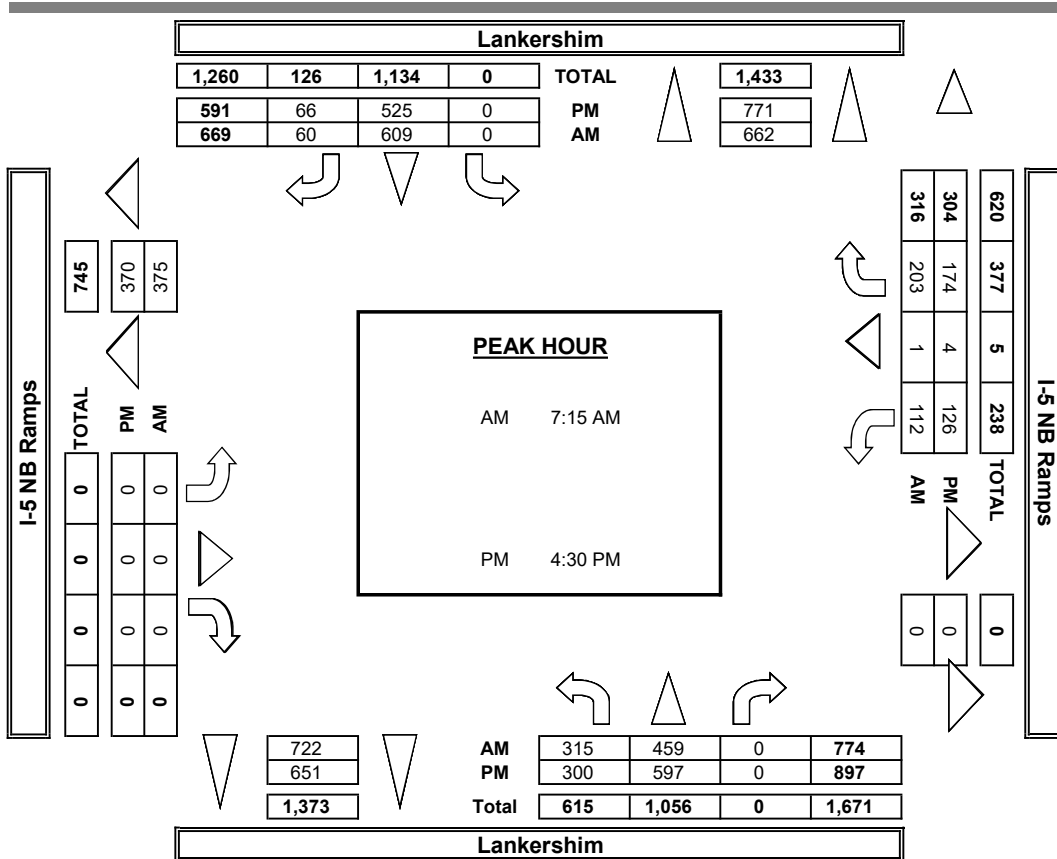 Lankershim
1,260 126 1,134 0 TOTAL 1,433
591 66 525 0 PM 771
669 60 609 0 AM 662
I-5 NB Ramps
745
370
375
TOTAL
PM
AM
0 0 0 0
0 0 0 0
0 0 0 0
PEAK HOUR
AM 7:15 AM
PM 4:30 PM
620 377 5 238 TOTAL
304 174 4 126 PM
316 203 1 112 AM
0
0
0
I-5 NB Ramps
722 AM 315 459 0 774
651 PM 300 597 0 897
1,373 Total 615 1,056 0 1,671
Lankershim